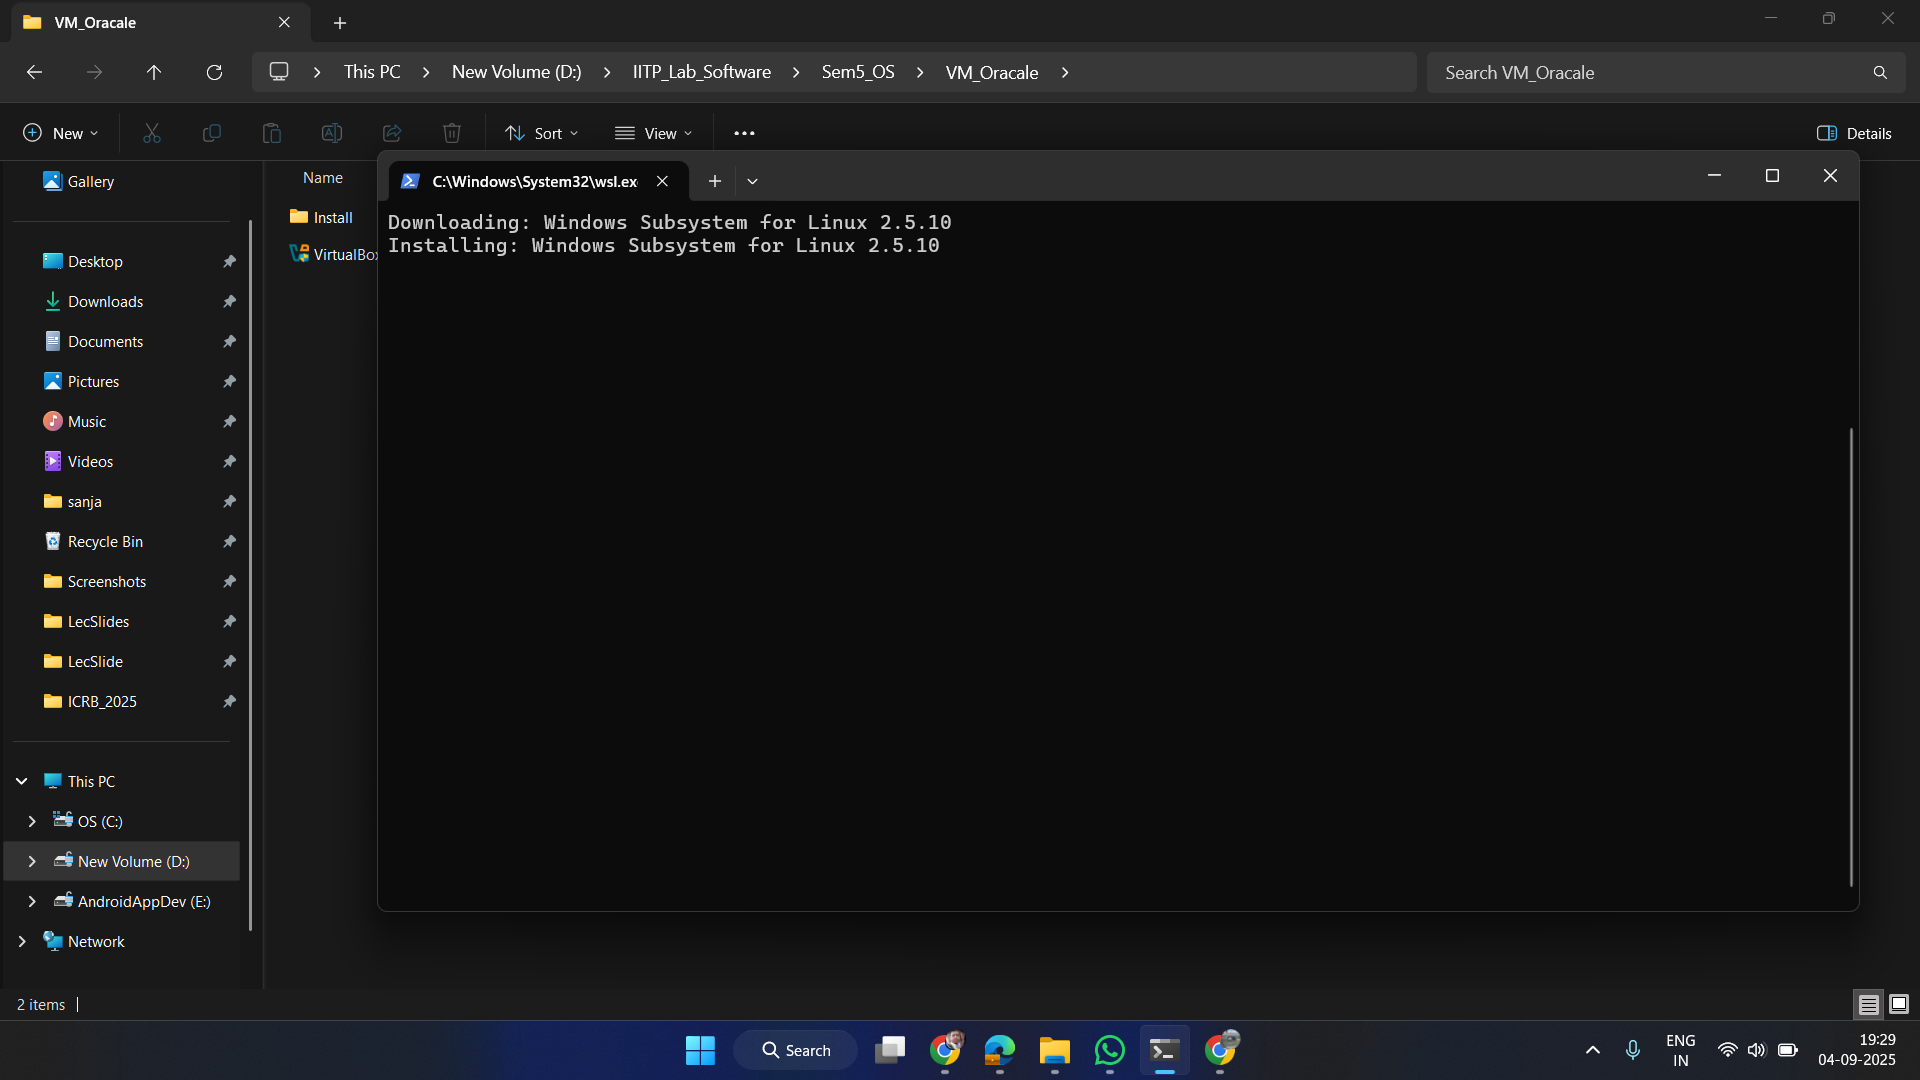 VM_Oracale
This PC
New Volume (D:)
IITP_Lab_Software
Sem5_OS
VM_Oracale
Search VM_Oracale
New
Sort
View
Details
Gallery
Desktop
Downloads
Documents
Pictures
Music
Videos
sanja
Recycle Bin
Screenshots
LecSlides
LecSlide
ICRB_2025
This PC
OS (C:)
New Volume (D:)
AndroidAppDev (E:)
Network
Name
Install
VirtualBox
C:\Windows\System32\wsl.ex
Downloading: Windows Subsystem for Linux 2.5.10
Installing: Windows Subsystem for Linux 2.5.10
2 items
Search
ENG
IN
19:29
04-09-2025